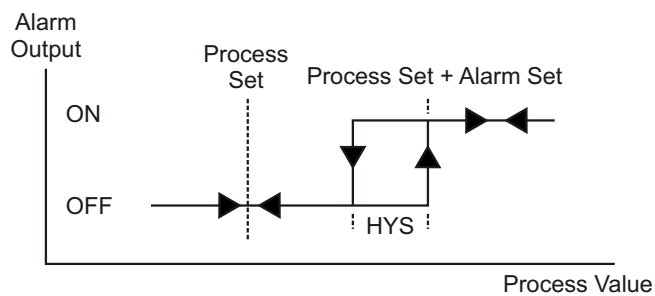 Alarm
Output
Process
Set
Process Set + Alarm Set
ON
OFF
HYS
Process Value